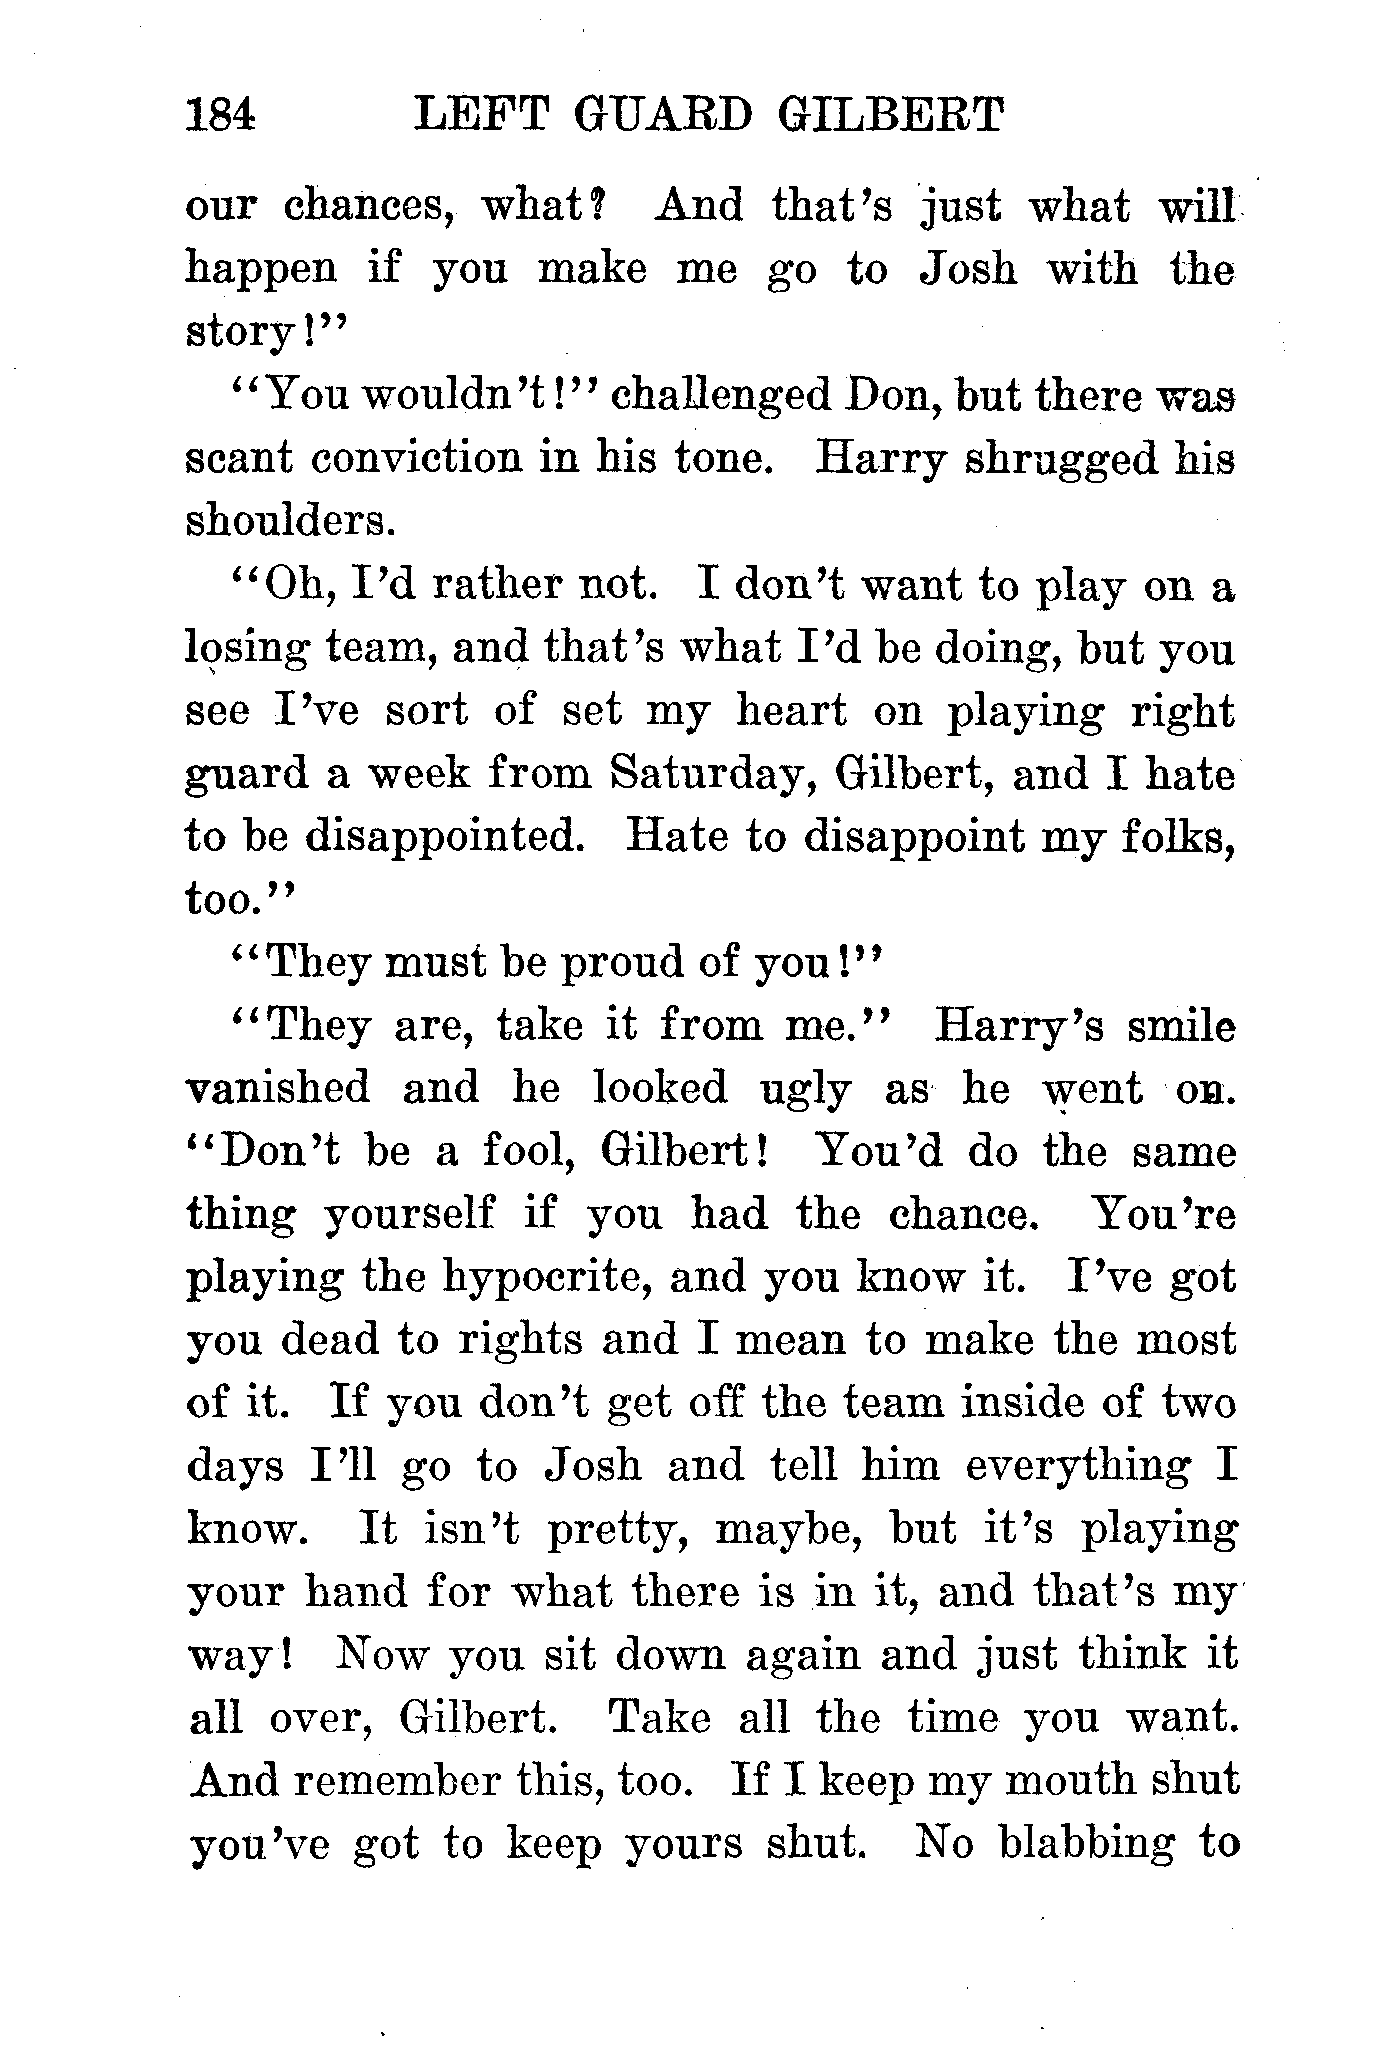 184 LEFT GUARD GILBERT
our chances, what? And that's just what will
happen if you make me go to Josh with the
story!"
"You wouldn't!" challenged Don, but there was
scant conviction in his tone. Harry shrugged his
shoulders.
"Oh, I'd rather not. I don't want to play on a
losing team, and that's what I'd be doing, but you
see I've sort of set my heart on playing right
guard a week from Saturday, Gilbert, and I hate
to be disappointed. Hate to disappoint my folks,
too."
"They must be proud of you!"
"They are, take it from me." Harry's smile
vanished and he looked ugly as he went on.
"Don't be a fool, Gilbert! You'd do the same
thing yourself if you had the chance. You're
playing the hypocrite, and you know it. I've got
you dead to rights and I mean to make the most
of it. If you don't get off the team inside of two
days I'll go to Josh and tell him everything I
know. It isn't pretty, maybe, but it's playing
your hand for what there is in it, and that's my
way! Now you sit down again and just think it
all over, Gilbert. Take all the time you want.
And remember this, too. If I keep my mouth shut
you've got to keep yours shut. No blabbing to